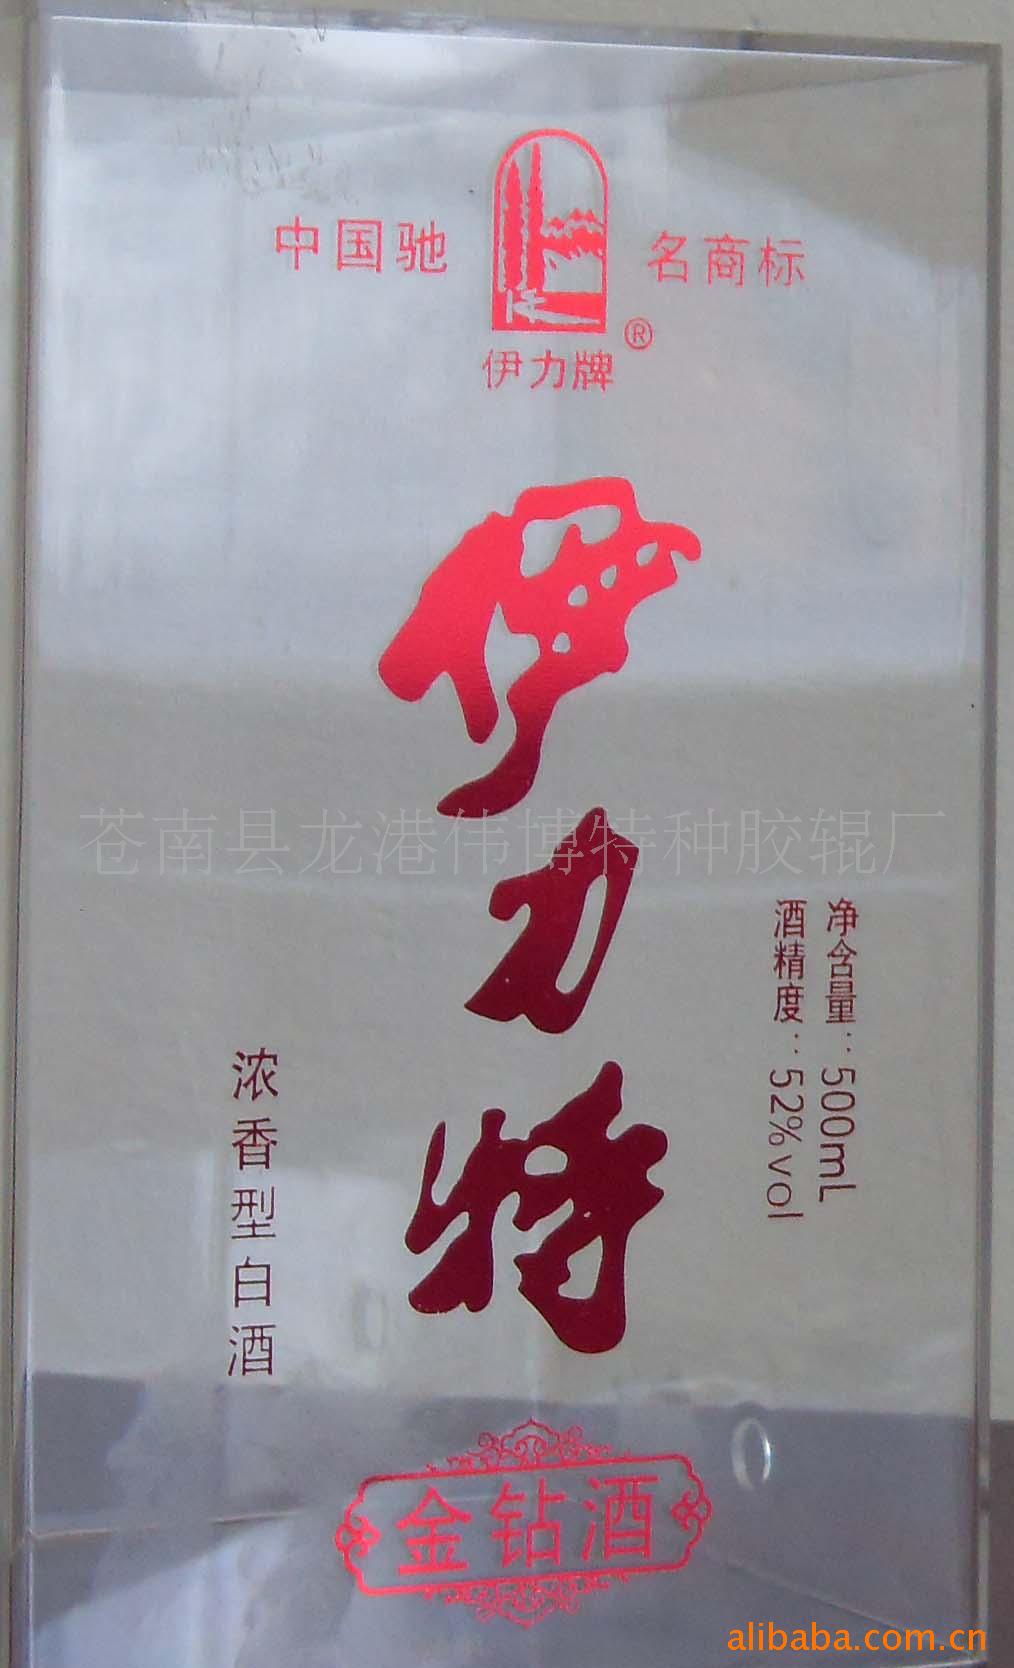 中国驰
名商标
®
伊力牌
伊力特
苍南县龙港伟博特种胶辊厂
净含量:500mL
酒精度:52%vol
浓香型白酒
金钻酒
alibaba.com.cn